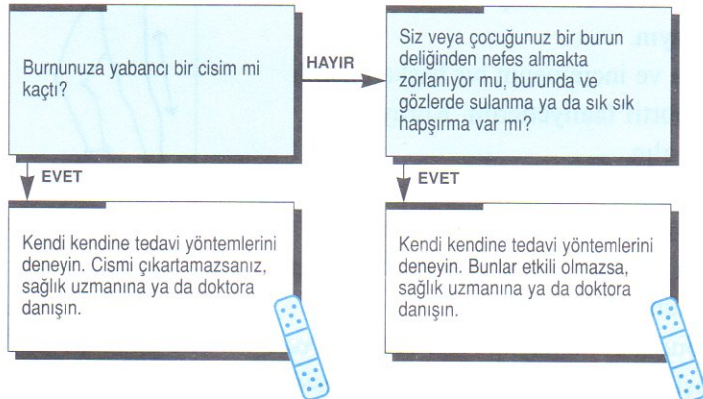 Burnunuza yabancı bir cisim mi
kaçtı?
HAYIR
Siz veya çocuğunuz bir burun
deliğinden nefes almakta
zorlanıyor mu, burunda ve
gözlerde sulanma ya da sık sık
hapşırma var mı?
EVET
Kendi kendine tedavi yöntemlerini
deneyin. Cismi çıkartamazsanız,
sağlık uzmanına ya da doktora
danışın.
EVET
Kendi kendine tedavi yöntemlerini
deneyin. Bunlar etkili olmazsa,
sağlık uzmanına ya da doktora
danışın.